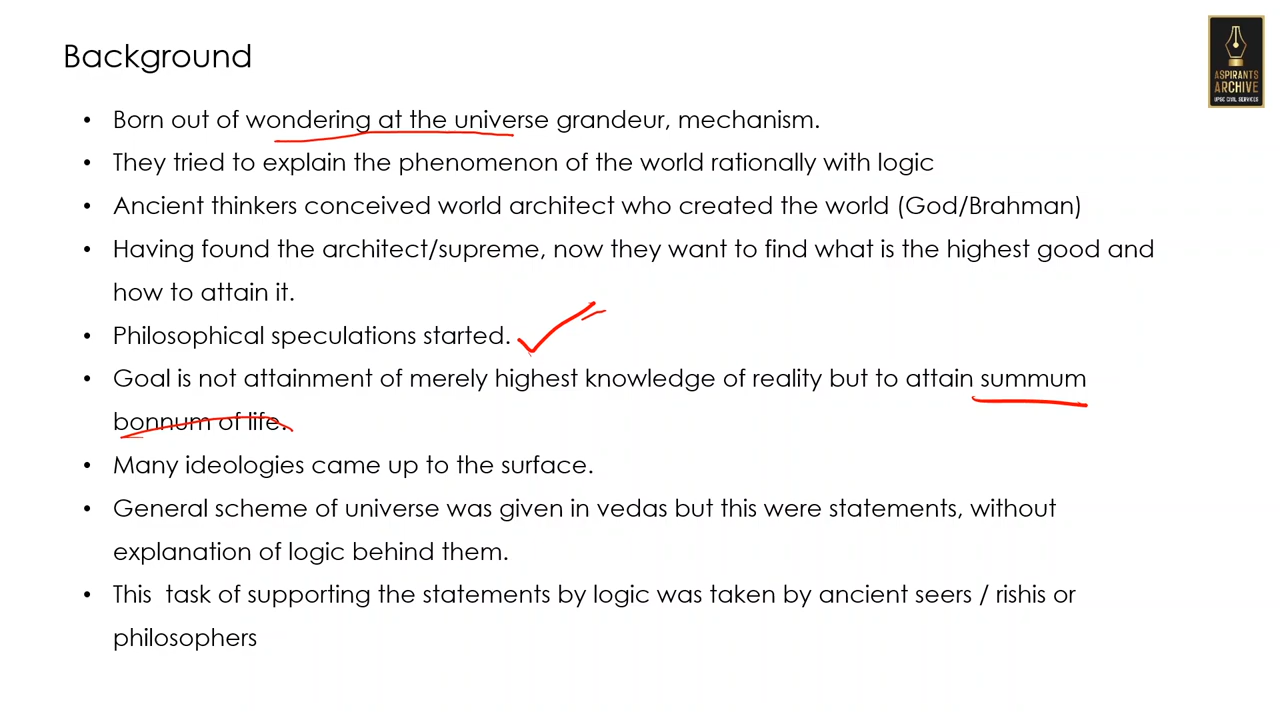 Background
ASPIRANTS
ARCHIVE
UPSC CIVIL SERVICES
• Born out of wondering at the universe grandeur, mechanism.
• They tried to explain the phenomenon of the world rationally with logic
• Ancient thinkers conceived world architect who created the world (God/Brahman)
• Having found the architect/supreme, now they want to find what is the highest good and
how to attain it.
• Philosophical speculations started.
• Goal is not attainment of merely highest knowledge of reality but to attain summum
bonnum of life.
• Many ideologies came up to the surface.
• General scheme of universe was given in vedas but this were statements, without
explanation of logic behind them.
• This  task of supporting the statements by logic was taken by ancient seers / rishis or
philosophers